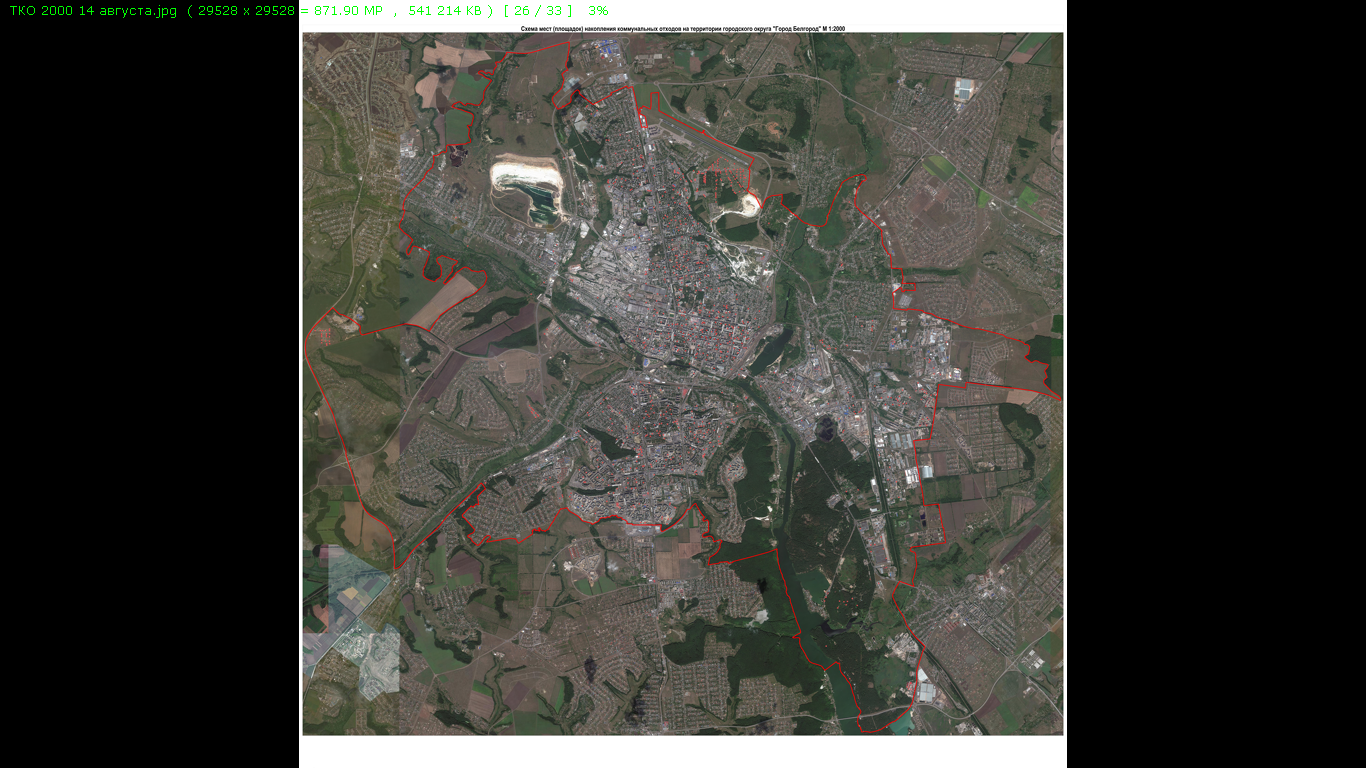 ТКО 2000 14 августа.jpg ( 29528 x 29528 = 871.90 MP , 541 214 KB ) [ 26 / 33 ] 3%
Схема мест (площадок) накопления коммунальных отходов на территории городского округа "Город Белгород" М 1:2000